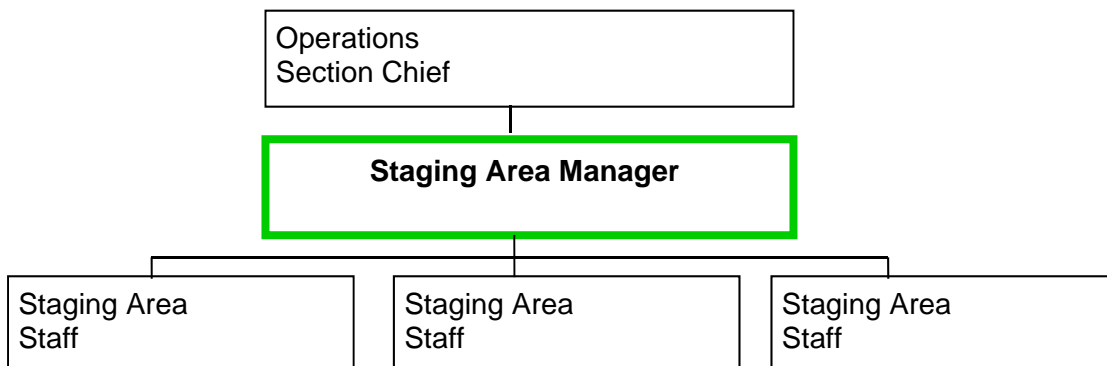 Operations
Section Chief
Staging Area Manager
Staging Area
Staff
Staging Area
Staff
Staging Area
Staff